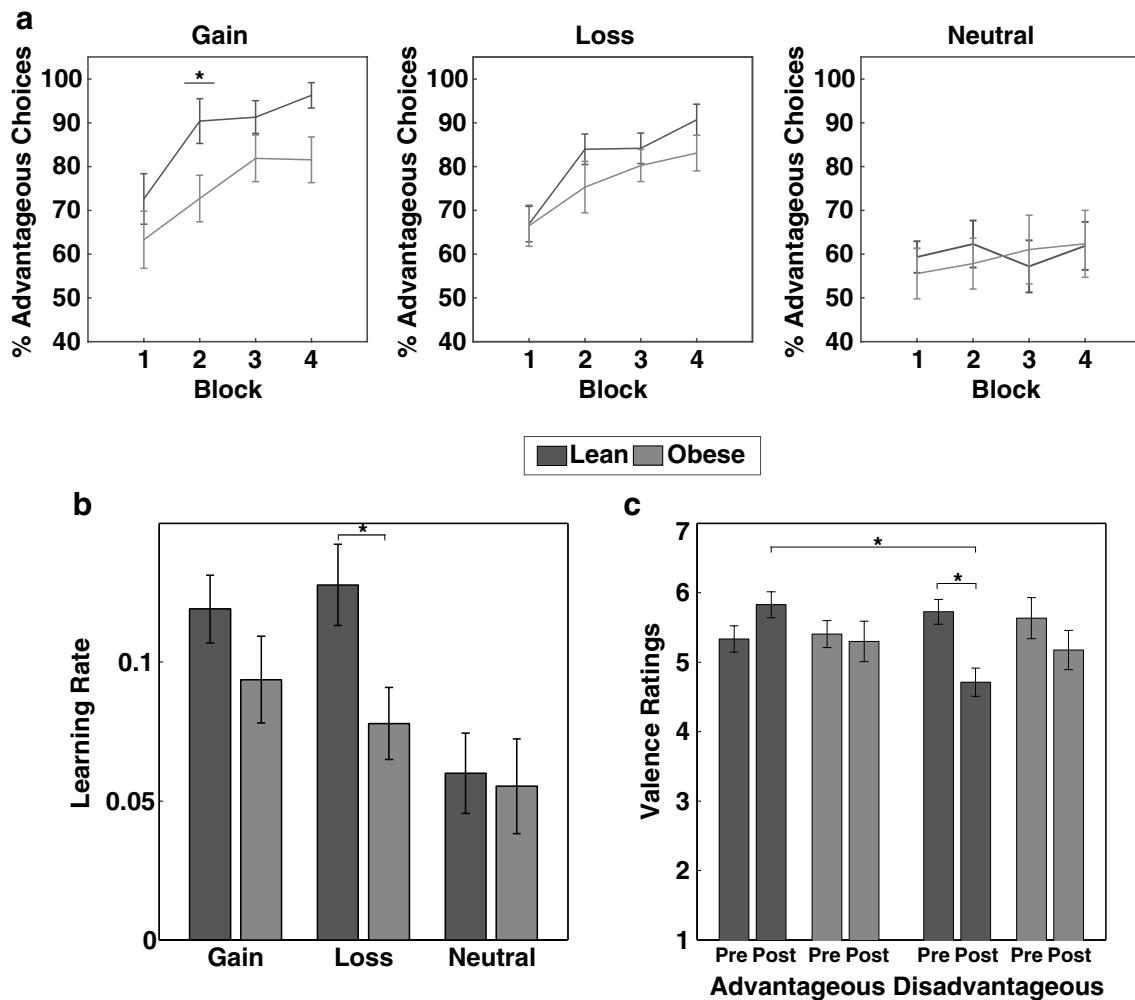 a
Gain
Loss
Neutral
% Advantageous Choices
100
90
80
70
60
50
40
*
1 2 3 4
Block
% Advantageous Choices
100
90
80
70
60
50
40
1 2 3 4
Block
% Advantageous Choices
100
90
80
70
60
50
40
1 2 3 4
Block
Lean Obese
b
Learning Rate
0.1
0.05
0
*
Gain Loss Neutral
c
Valence Ratings
7
6
5
4
3
2
1
*
*
Pre Post Pre Post Pre Post Pre Post
Advantageous Disadvantageous